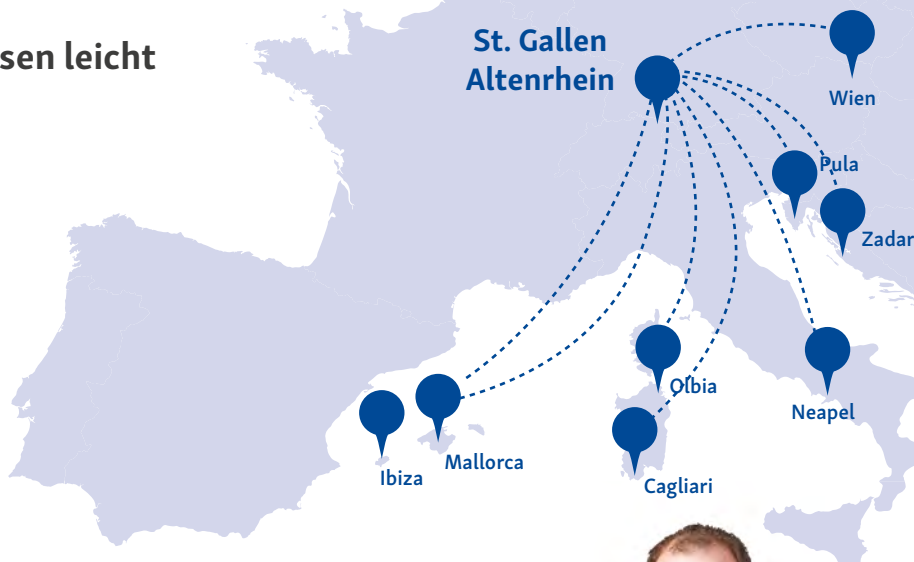 sen leicht
St. Gallen
Altenrhein
Wien
Pula
Zadar
Olbia
Neapel
Mallorca
Ibiza
Cagliari